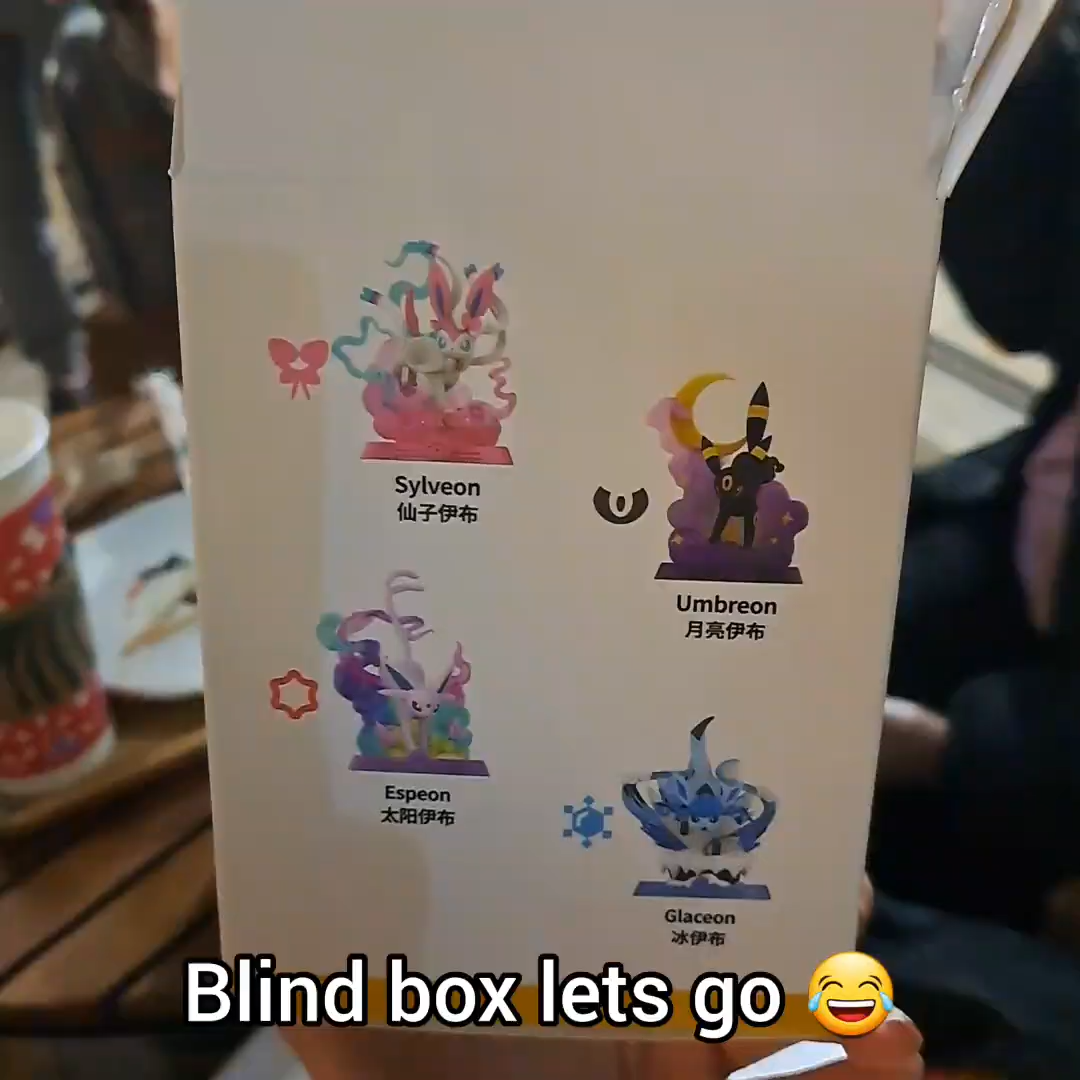 Sylveon
仙子伊布
Umbreon
月亮伊布
Espeon
太阳伊布
Glaceon
冰伊布
Blind box lets go 😂